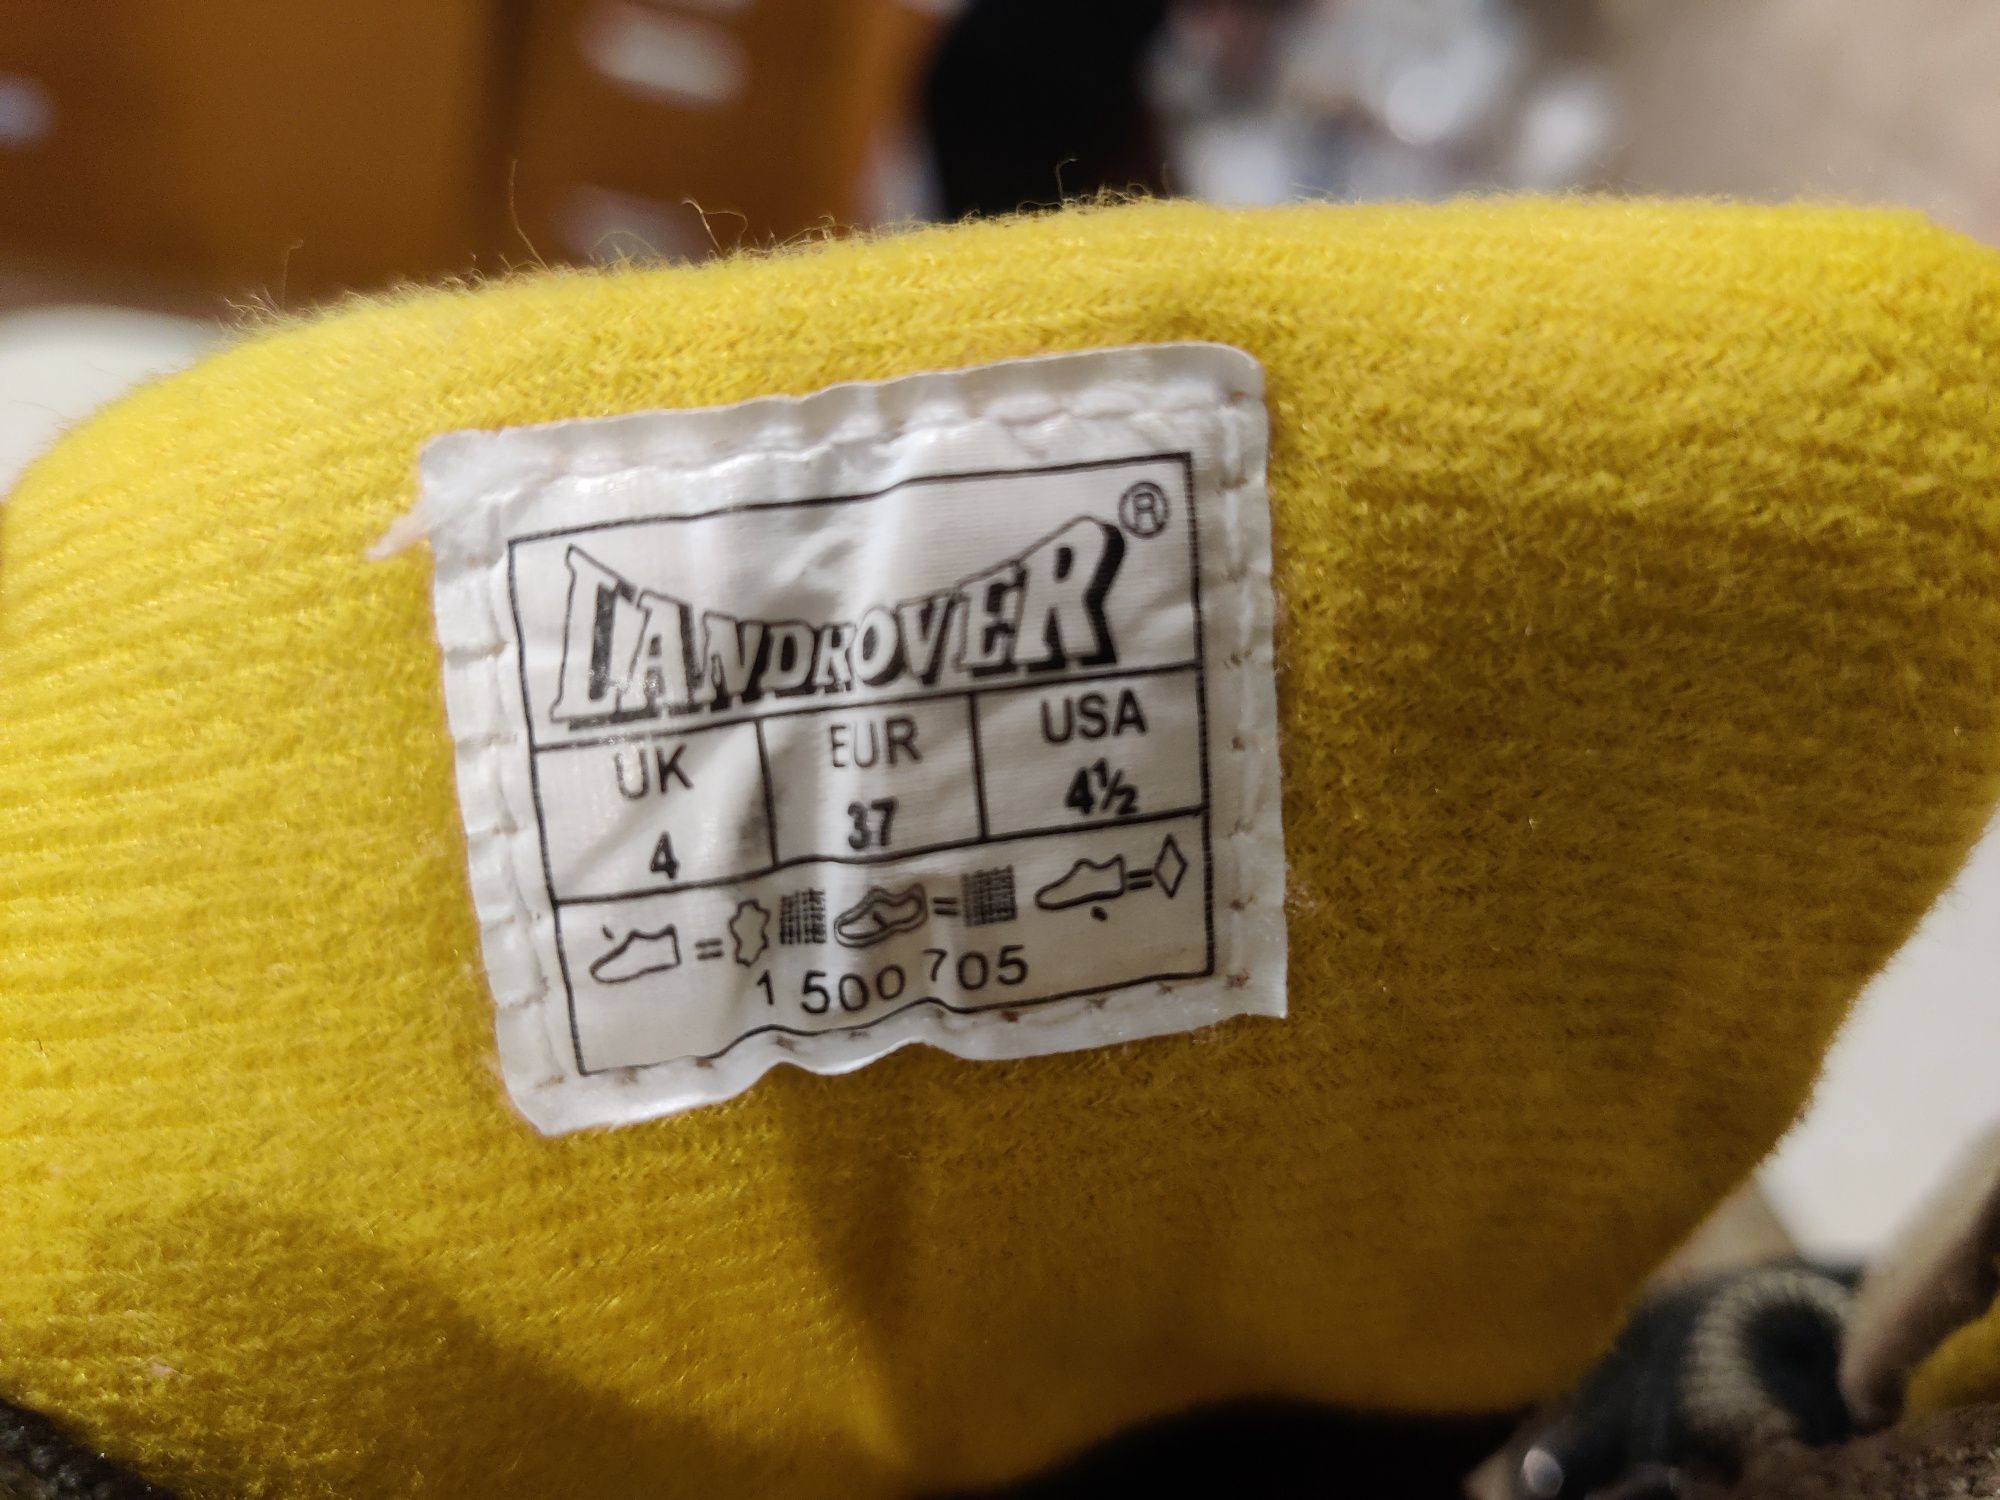 LANDROVER ®
UK EUR USA
4 37 4½
= = =
1 500 705